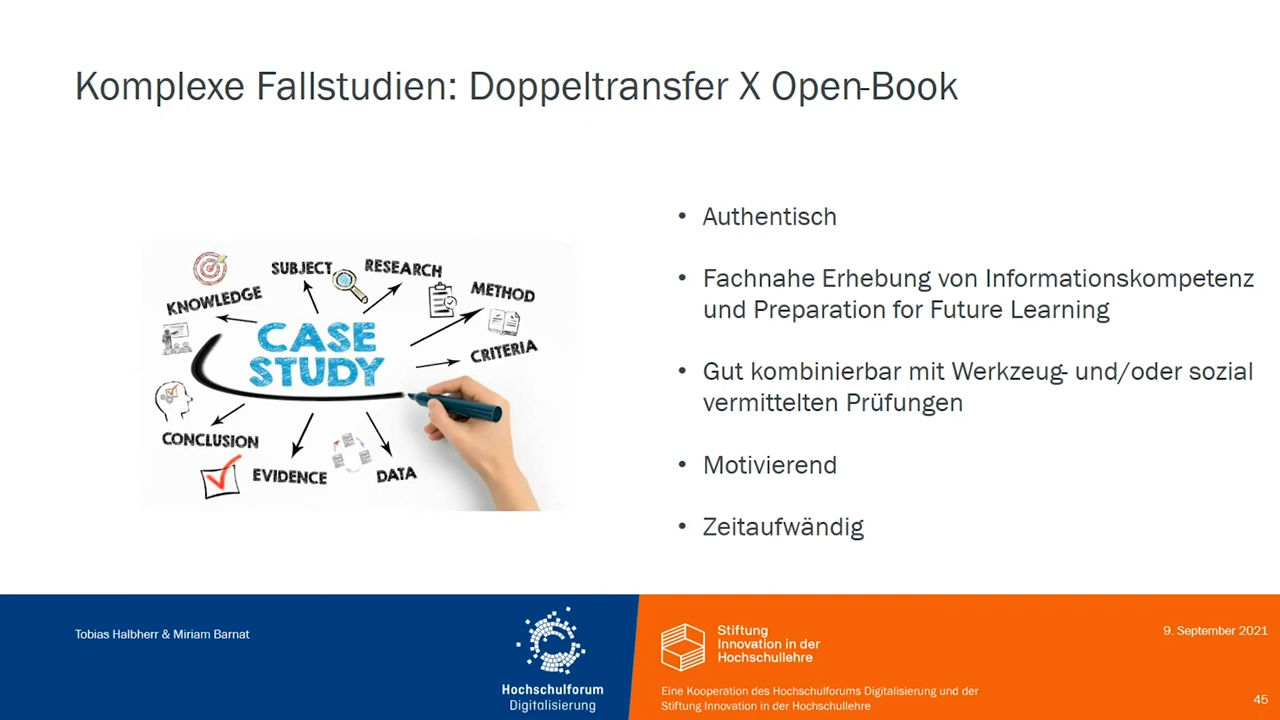 Komplexe Fallstudien: Doppeltransfer X Open-Book
SUBJECT
RESEARCH
KNOWLEDGE
METHOD
CASE
STUDY
CRITERIA
CONCLUSION
EVIDENCE
DATA
• Authentisch
• Fachnahe Erhebung von Informationskompetenz
und Preparation for Future Learning
• Gut kombinierbar mit Werkzeug- und/oder sozial
vermittelten Prüfungen
• Motivierend
• Zeitaufwändig
Tobias Halbherr & Miriam Barnat
Hochschulforum
Digitalisierung
Stiftung
Innovation in der
Hochschullehre
Eine Kooperation des Hochschulforums Digitalisierung und der
Stiftung Innovation in der Hochschullehre
9. September 2021
45